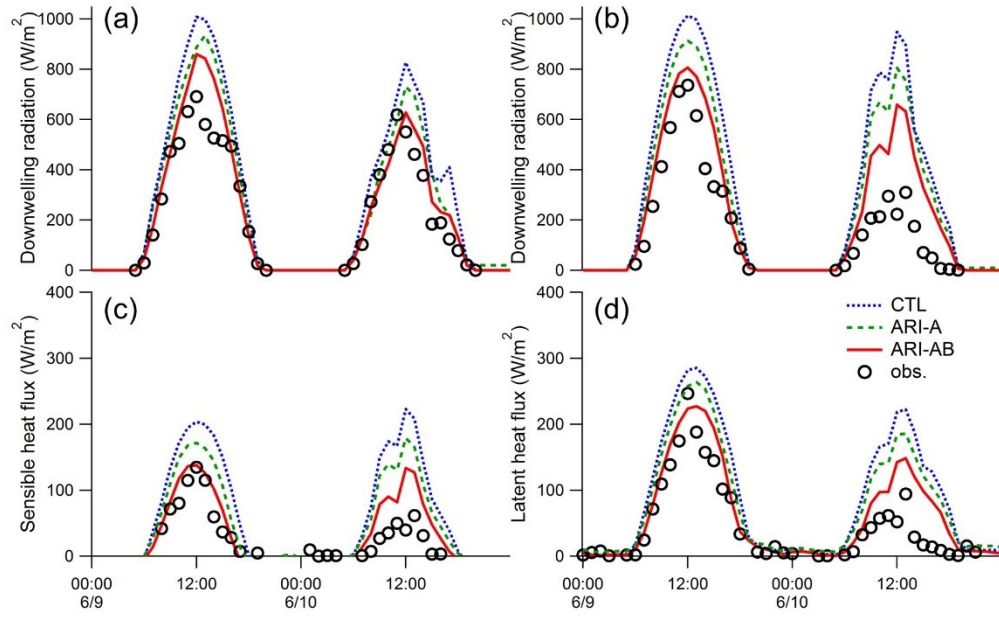 (a)
Downwelling radiation (W/m²)
1000
800
600
400
200
0
(b)
Downwelling radiation (W/m²)
1000
800
600
400
200
0
(c)
Sensible heat flux (W/m²)
400
300
200
100
0
00:00 12:00 00:00 12:00
6/9 6/10
(d)
Latent heat flux (W/m²)
400
300
200
100
0
CTL
ARI-A
ARI-AB
obs.
00:00 12:00 00:00 12:00
6/9 6/10